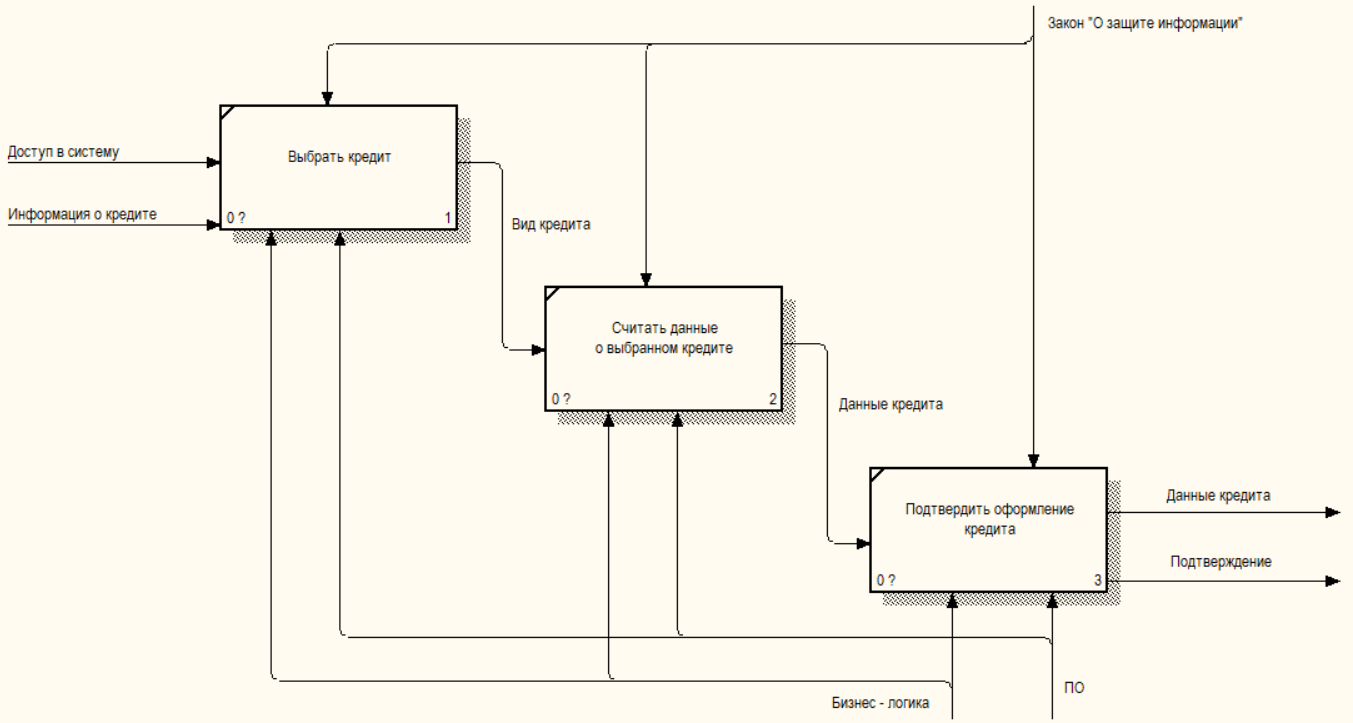 Закон "О защите информации"
Доступ в систему
Выбрать кредит
Информация о кредите
0 ?
1
Вид кредита
Считать данные
о выбранном кредите
0 ?
2
Данные кредита
Подтвердить оформление
кредита
0 ?
3
Данные кредита
Подтверждение
ПО
Бизнес - логика